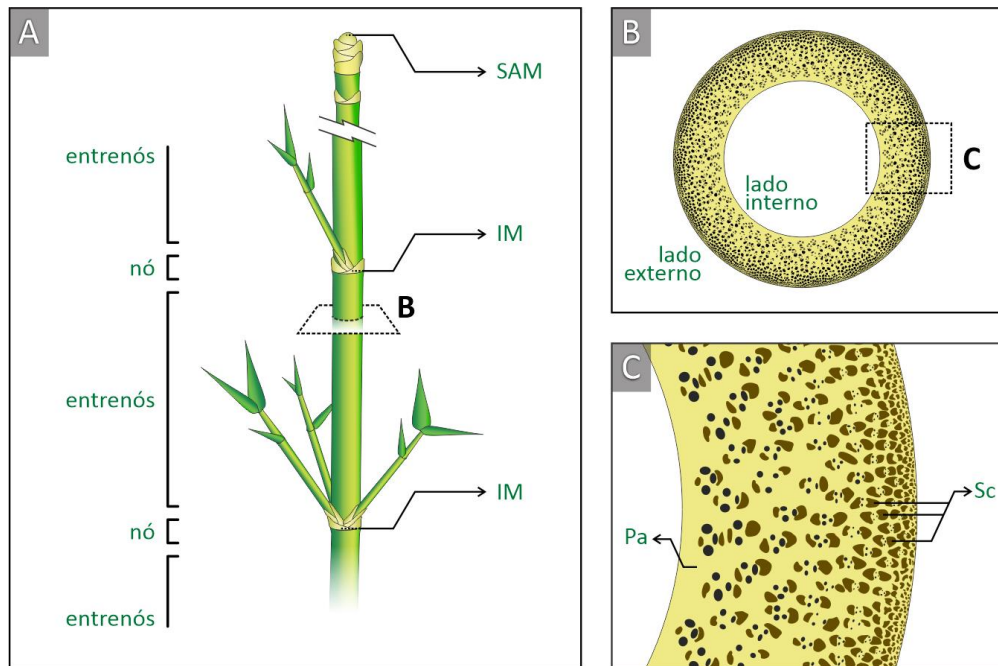 A
SAM
entrenós
IM
nó
B
entrenós
IM
nó
entrenós
B
lado
interno
C
lado
externo
C
Sc
Pa